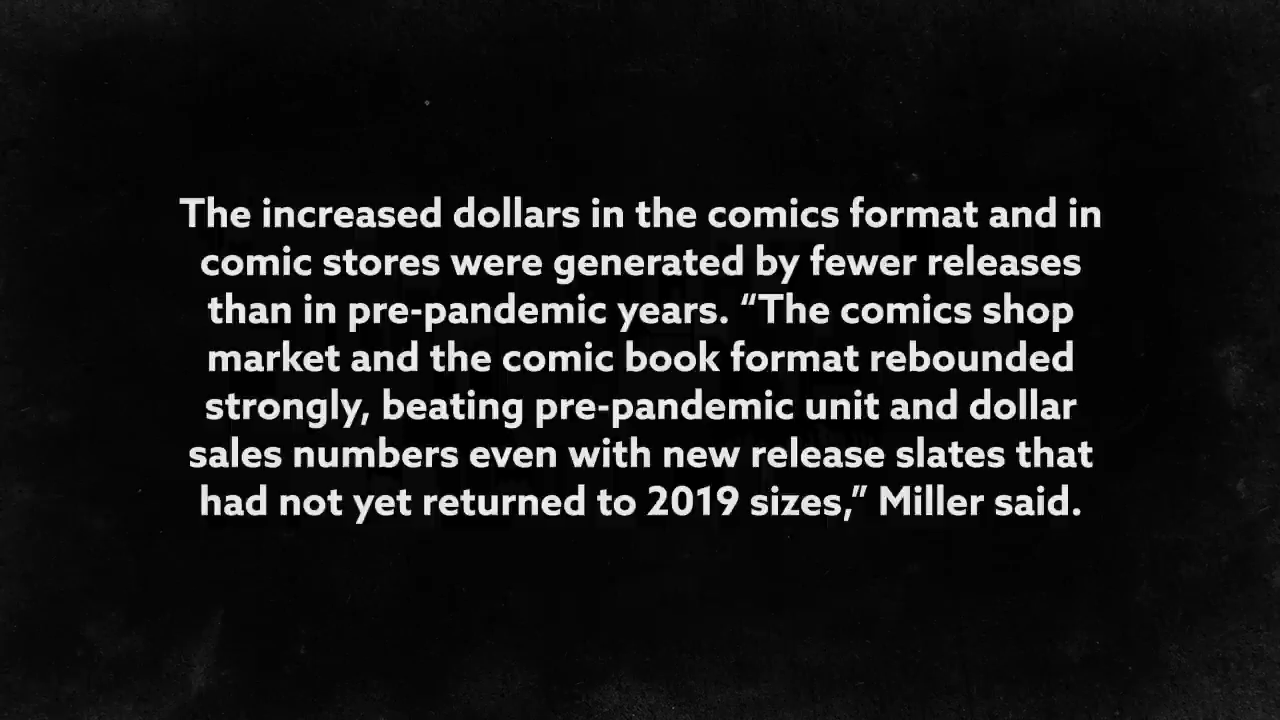 The increased dollars in the comics format and in
comic stores were generated by fewer releases
than in pre-pandemic years. “The comics shop
market and the comic book format rebounded
strongly, beating pre-pandemic unit and dollar
sales numbers even with new release slates that
had not yet returned to 2019 sizes,” Miller said.